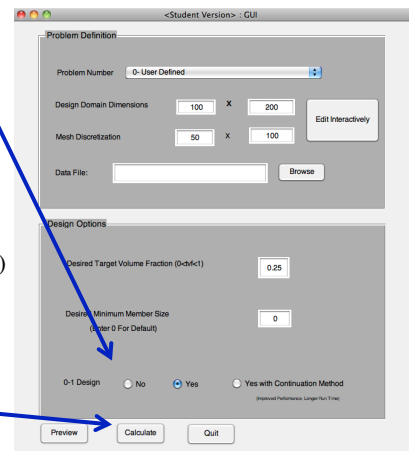 <Student Version> : GUI
Problem Definition
Problem Number 0- User Defined
Design Domain Dimensions 100 X 200
Edit Interactively
Mesh Discretization 50 X 100
Data File: Browse
Design Options
)
Desired Target Volume Fraction (0<tvf<1) 0.25
Desired Minimum Member Size 0
(Enter 0 For Default)
0-1 Design No Yes Yes with Continuation Method
(Improved Performance, Longer Run Time)
Preview Calculate Quit